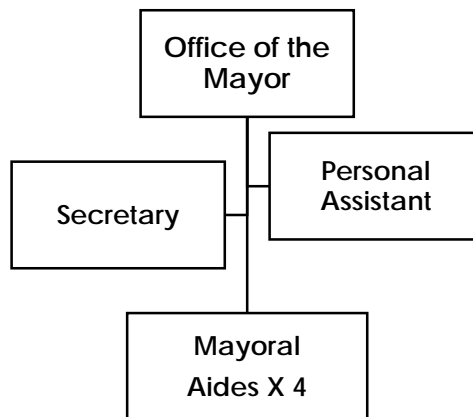 Office of the
Mayor
Personal
Assistant
Secretary
Mayoral
Aides X 4